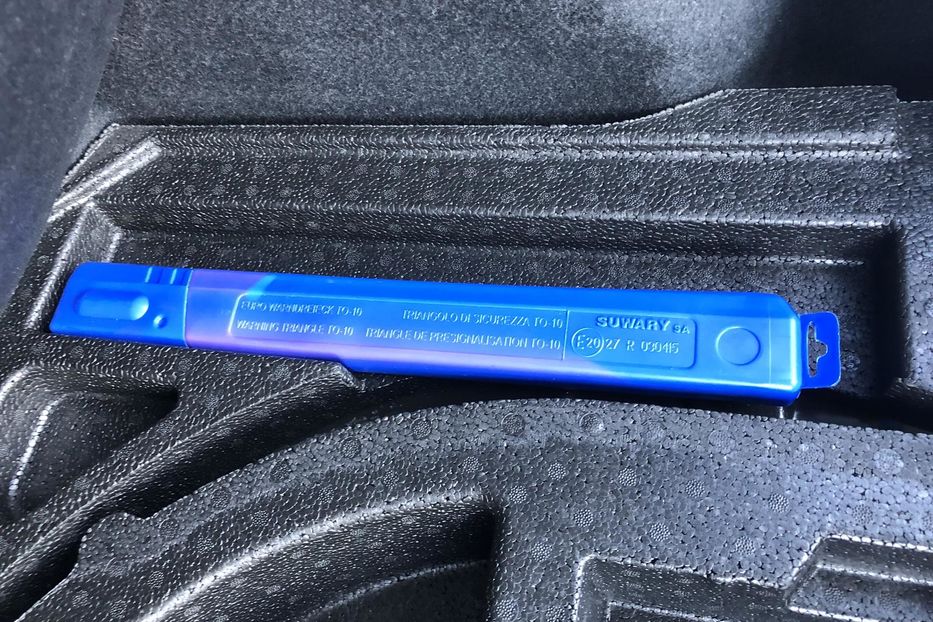 EURO WARNDREIECK TO-10
WARNING TRIANGLE TO-10
TRIANGOLO DI SICUREZZA TO-10
TRIANGLE DE PRESIGNALISATION TO-10
SUWARY SA
E20 27 R 030415